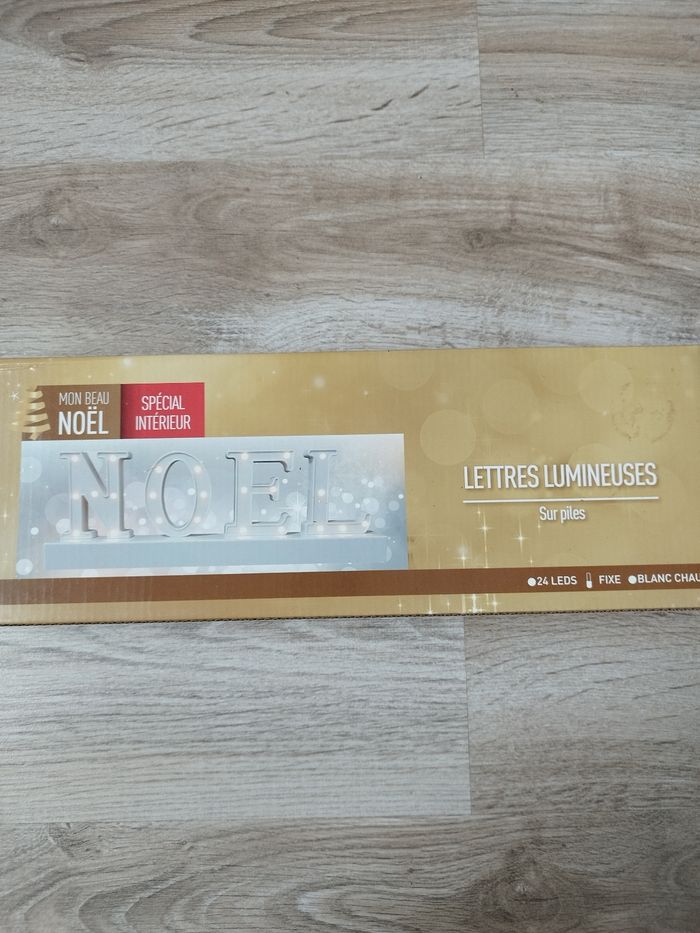 MON BEAU
NOËL
SPÉCIAL
INTÉRIEUR
NOEL
LETTRES LUMINEUSES
Sur piles
24 LEDS FIXE BLANC CHAU